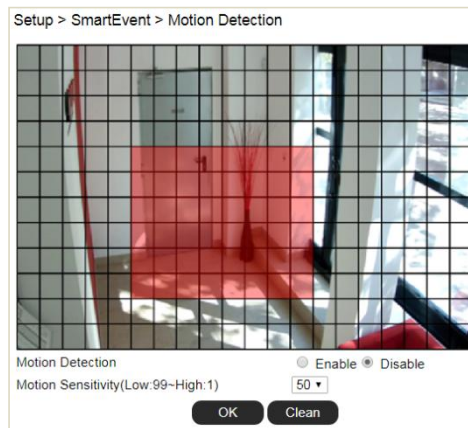 Setup > SmartEvent > Motion Detection
Motion Detection Enable Disable
Motion Sensitivity(Low:99~High:1) 50
OK Clean